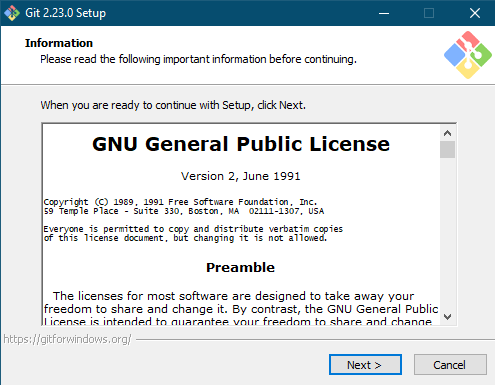 Git 2.23.0 Setup
Information
Please read the following important information before continuing.
When you are ready to continue with Setup, click Next.
GNU General Public License
Version 2, June 1991
Copyright (C) 1989, 1991 Free Software Foundation, Inc.
59 Temple Place - Suite 330, Boston, MA  02111-1307, USA
Everyone is permitted to copy and distribute verbatim copies
of this license document, but changing it is not allowed.
Preamble
The licenses for most software are designed to take away your
freedom to share and change it. By contrast, the GNU General Public
License is intended to guarantee your freedom to share and change
https://gitforwindows.org/
Next >
Cancel